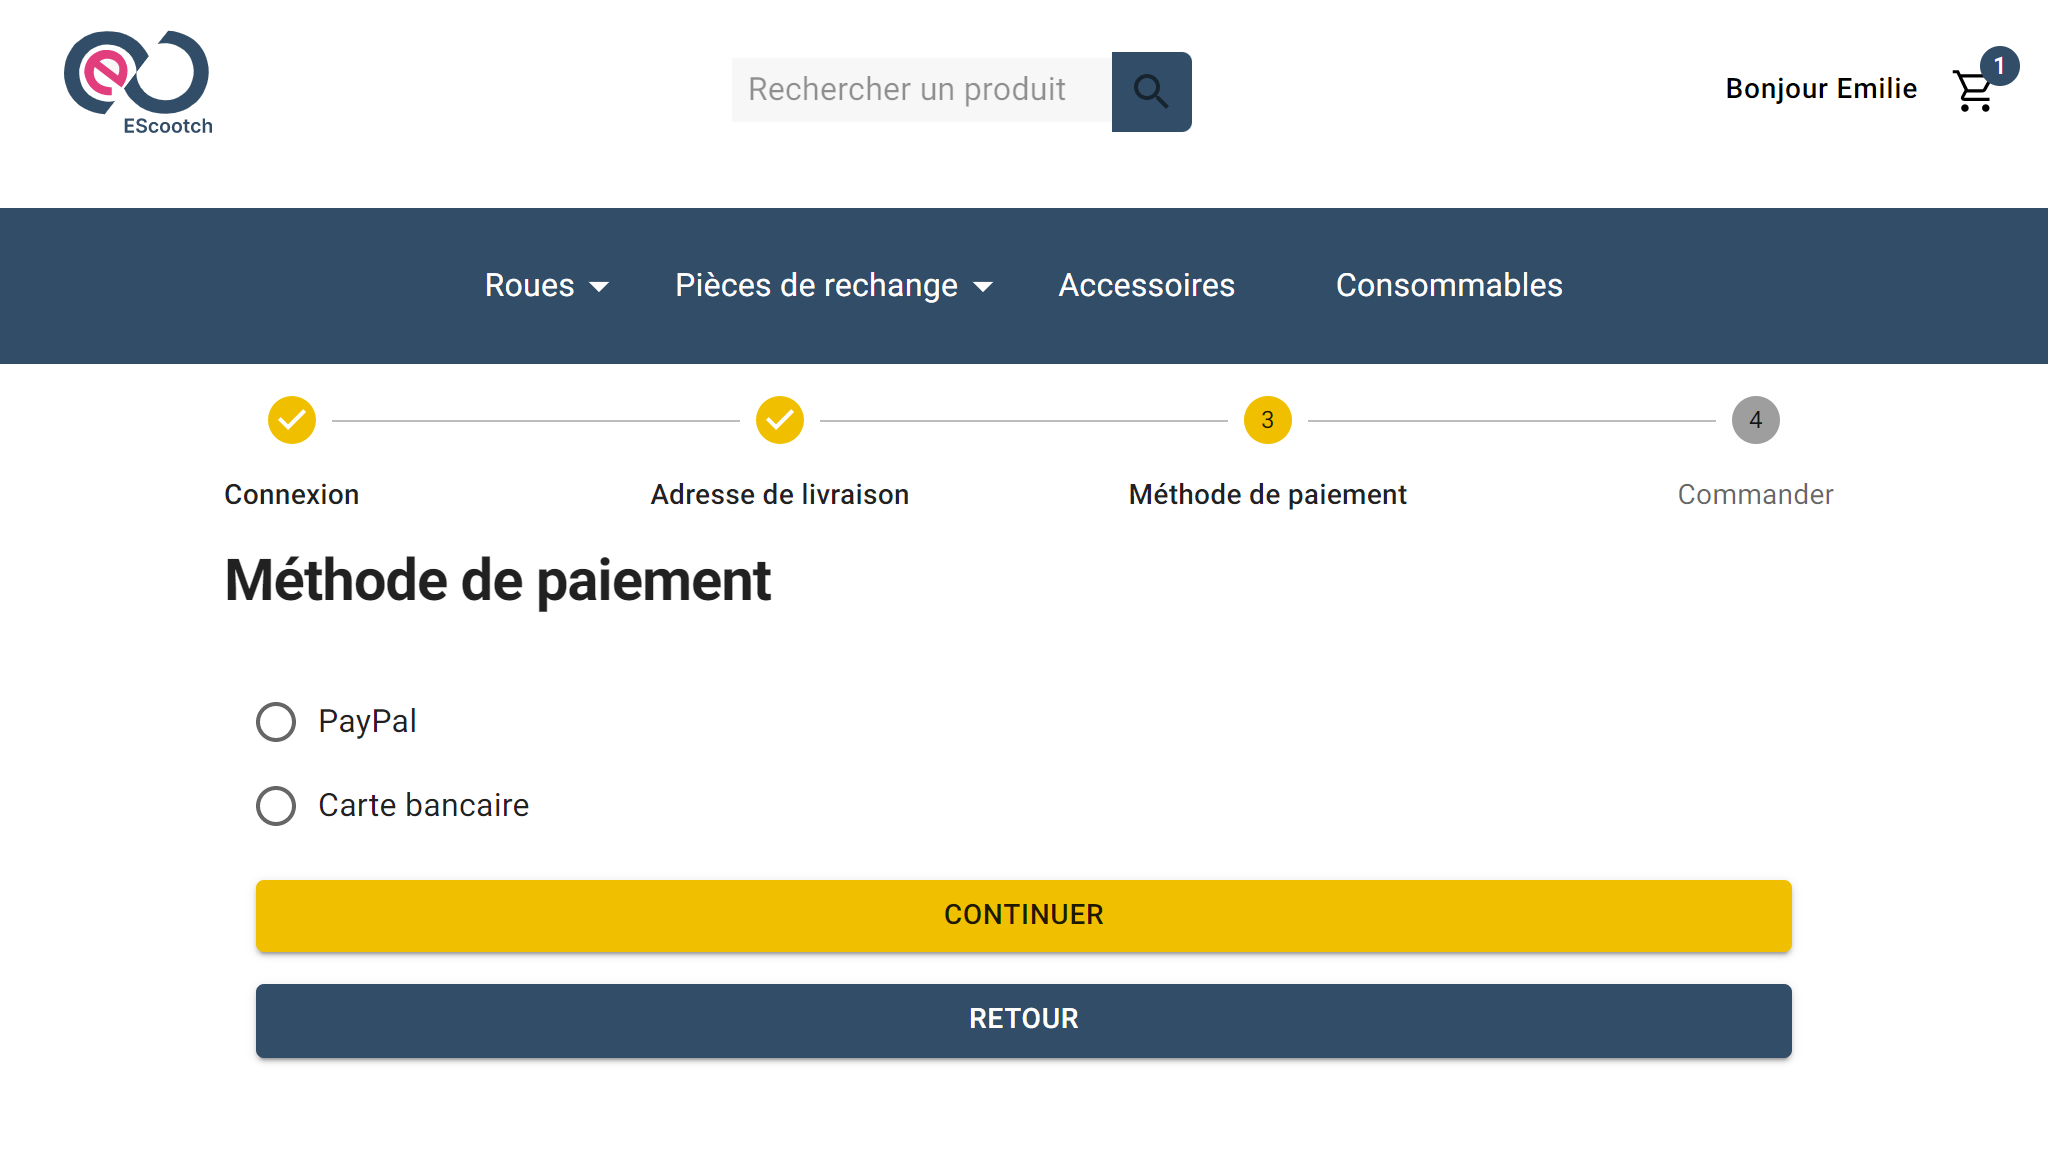 EScootch
Rechercher un produit
Bonjour Emilie
1
Roues
Pièces de rechange
Accessoires
Consommables
3
4
Connexion
Adresse de livraison
Méthode de paiement
Commander
Méthode de paiement
PayPal
Carte bancaire
CONTINUER
RETOUR